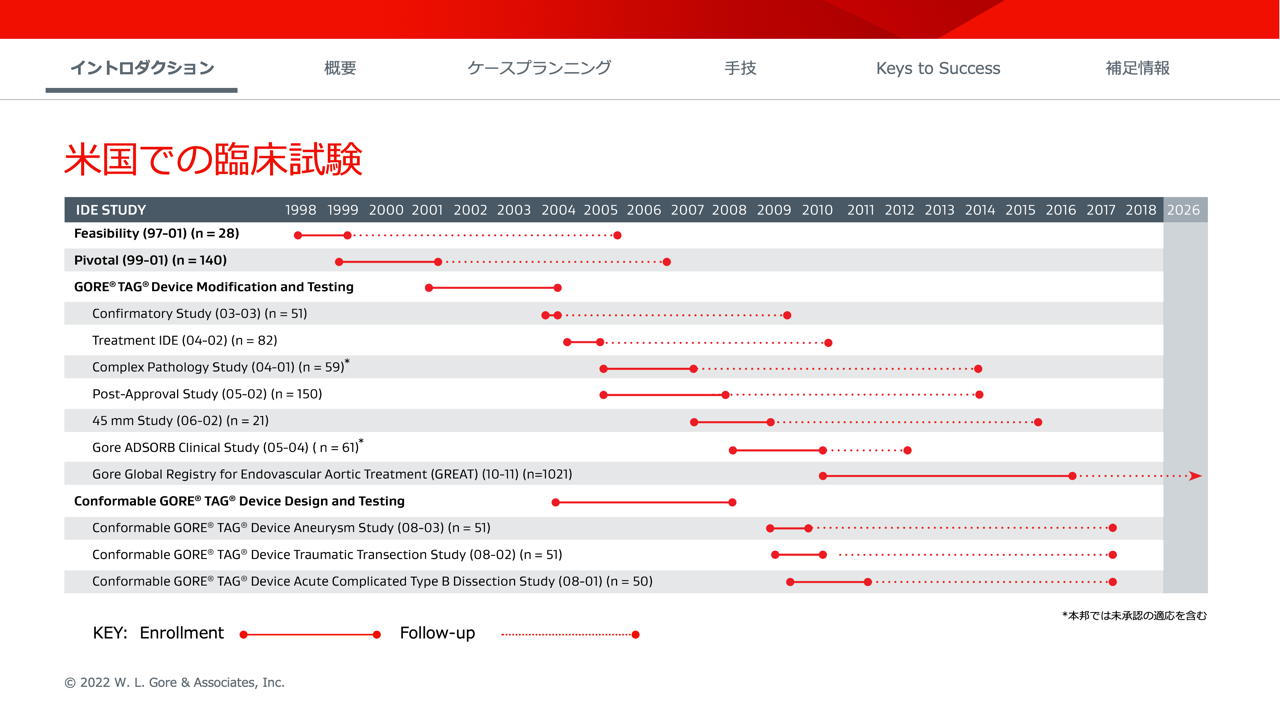 イントロダクション 概要 ケースプランニング 手技 Keys to Success 補足情報
米国での臨床試験
IDE STUDY 1998 1999 2000 2001 2002 2003 2004 2005 2006 2007 2008 2009 2010 2011 2012 2013 2014 2015 2016 2017 2018 2026
Feasibility (97-01) (n = 28)
Pivotal (99-01) (n = 140)
GORE® TAG® Device Modification and Testing
Confirmatory Study (03-03) (n = 51)
Treatment IDE (04-02) (n = 82)
Complex Pathology Study (04-01) (n = 59)*
Post-Approval Study (05-02) (n = 150)
45 mm Study (06-02) (n = 21)
Gore ADSORB Clinical Study (05-04) ( n = 61)*
Gore Global Registry for Endovascular Aortic Treatment (GREAT) (10-11) (n=1021)
Conformable GORE® TAG® Device Design and Testing
Conformable GORE® TAG® Device Aneurysm Study (08-03) (n = 51)
Conformable GORE® TAG® Device Traumatic Transection Study (08-02) (n = 51)
Conformable GORE® TAG® Device Acute Complicated Type B Dissection Study (08-01) (n = 50)
*本邦では未承認の適応を含む
KEY: Enrollment Follow-up
© 2022 W. L. Gore & Associates, Inc.